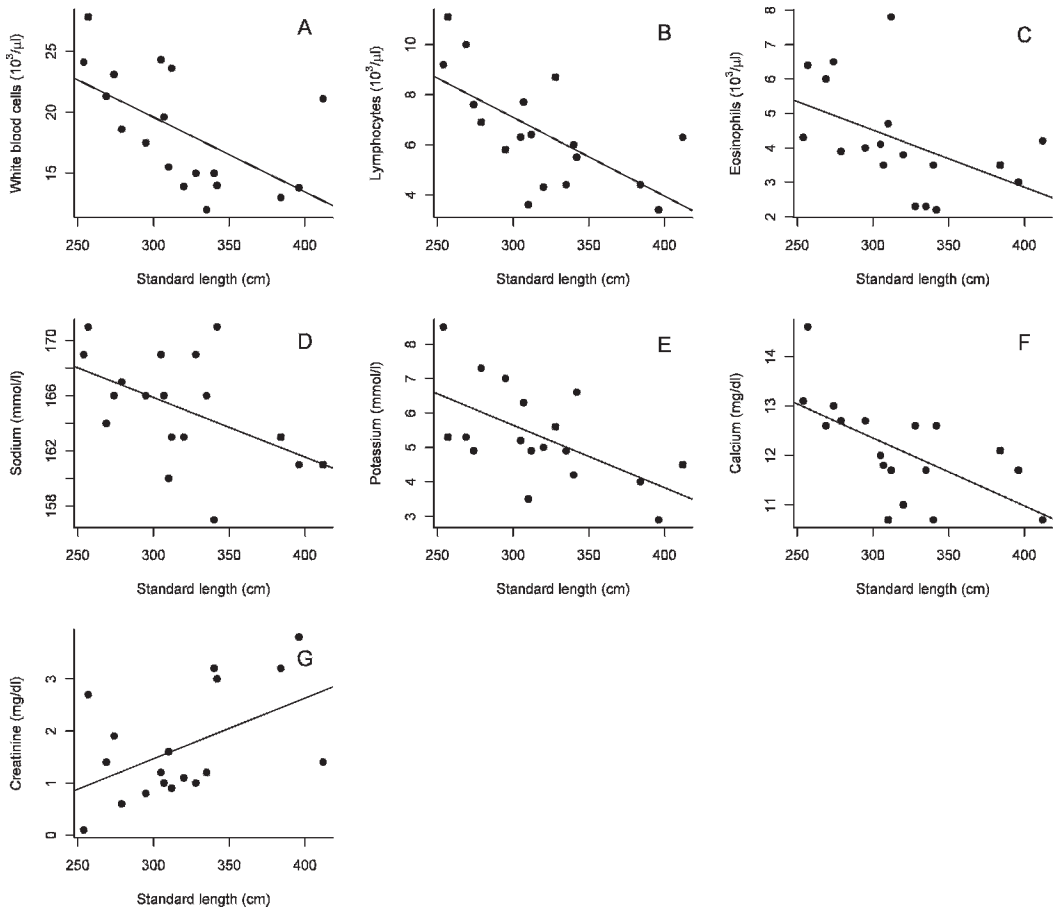 A
White blood cells (10³/µl)
15 20 25
250 300 350 400
Standard length (cm)
B
Lymphocytes (10³/µl)
4 6 8 10
250 300 350 400
Standard length (cm)
C
Eosinophils (10³/µl)
2 3 4 5 6 7 8
250 300 350 400
Standard length (cm)
D
Sodium (mmol/l)
158 162 166 170
250 300 350 400
Standard length (cm)
E
Potassium (mmol/l)
3 4 5 6 7 8
250 300 350 400
Standard length (cm)
F
Calcium (mg/dl)
11 12 13 14
250 300 350 400
Standard length (cm)
G
Creatinine (mg/dl)
0 1 2 3
250 300 350 400
Standard length (cm)